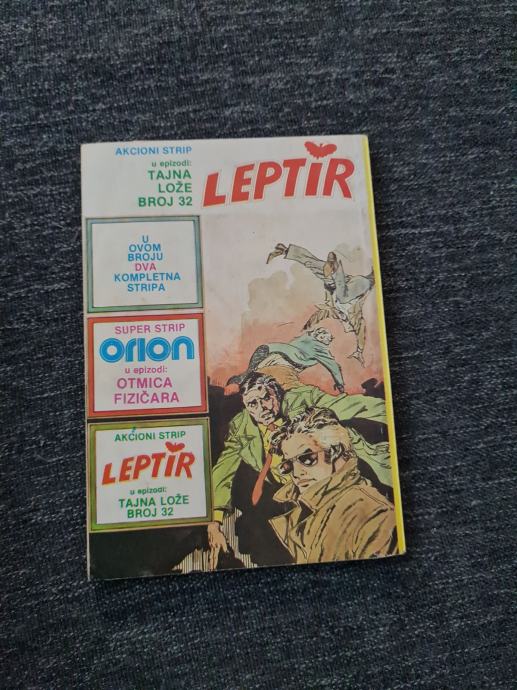 AKCIONI STRIP
u epizodi:
TAJNA
LOŽE
BROJ 32
LEPTIR
U
OVOM
BROJU
DVA
KOMPLETNA
STRIPA
SUPER STRIP
ORION
u epizodi:
OTMICA
FIZIČARA
AKCIONI STRIP
LEPTIR
u epizodi:
TAJNA LOŽE
BROJ 32